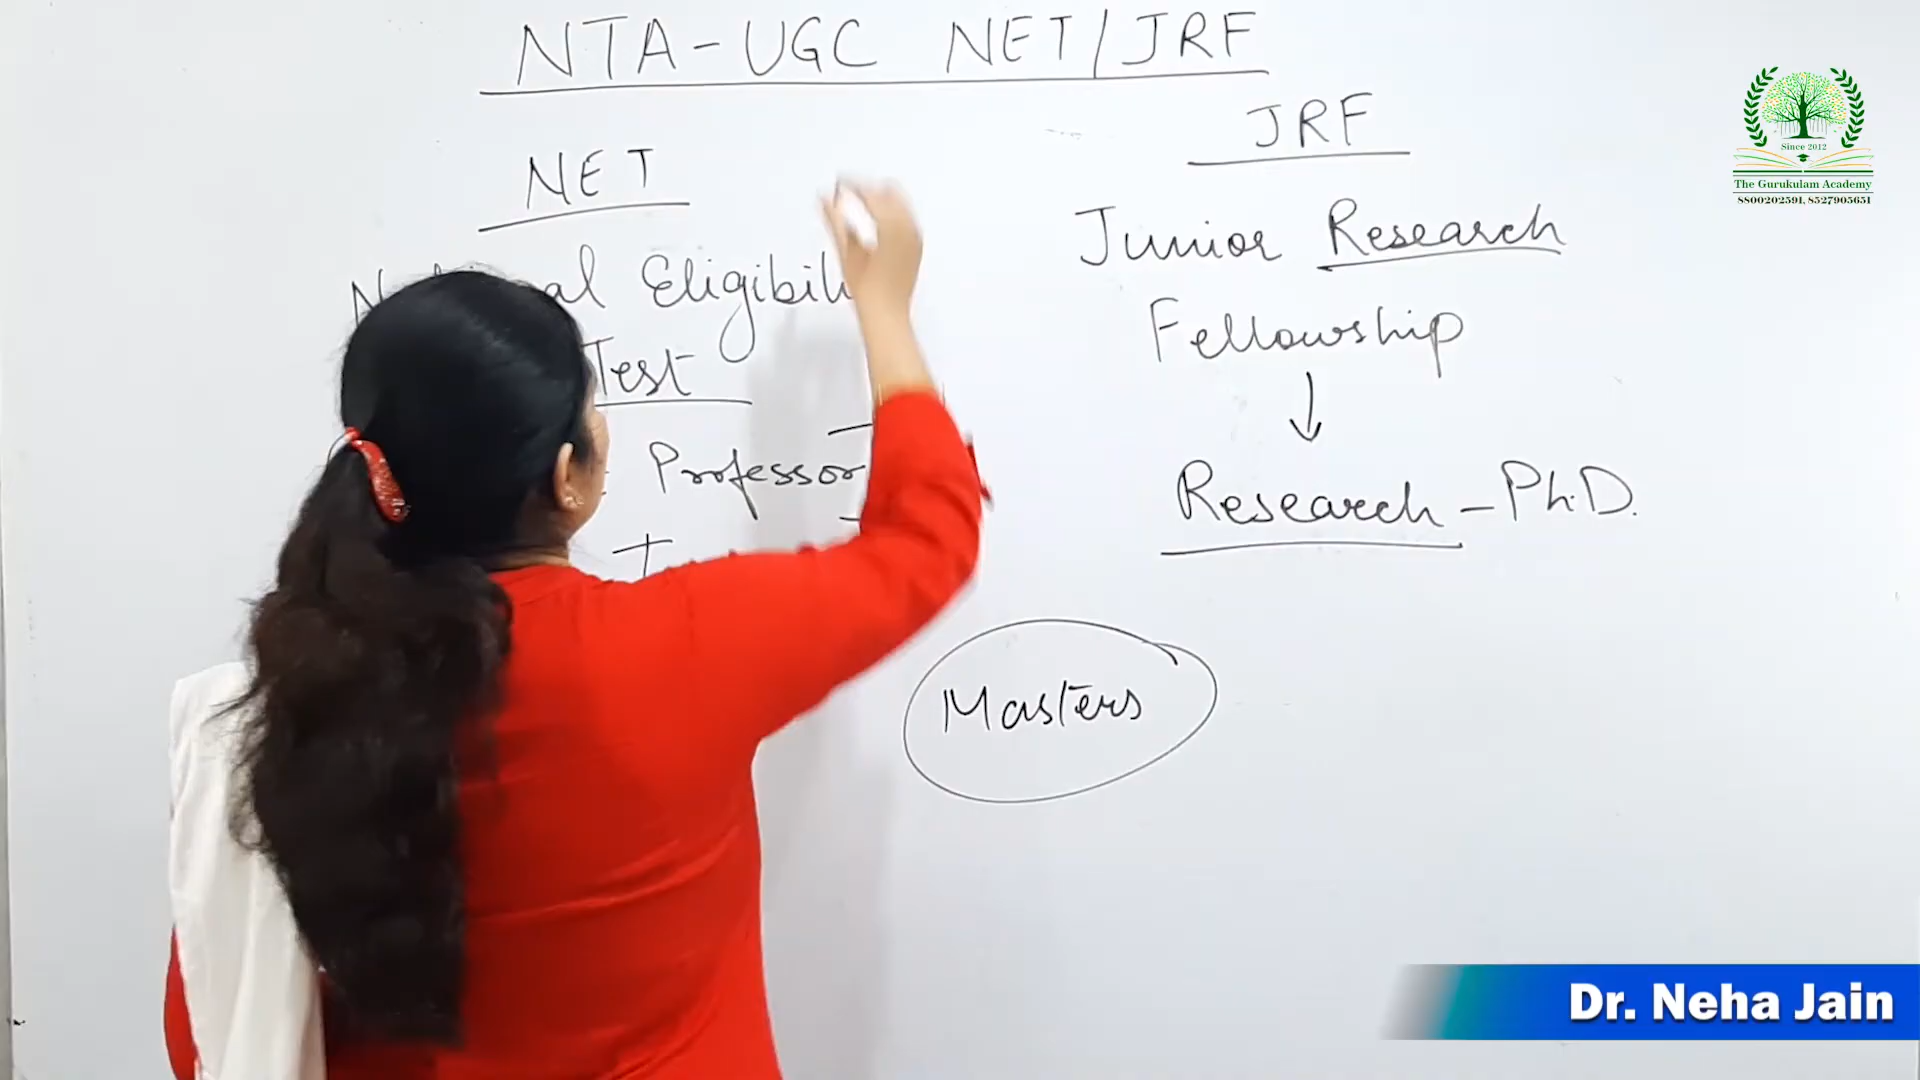 NTA-UGC NET/JRF
NET
Eligibili
Test
Professor
JRF
Junior Research
Fellowship
Research - Ph.D.
Masters
Since 2012
The Gurukulam Academy
8800202591, 8527905651
Dr. Neha Jain